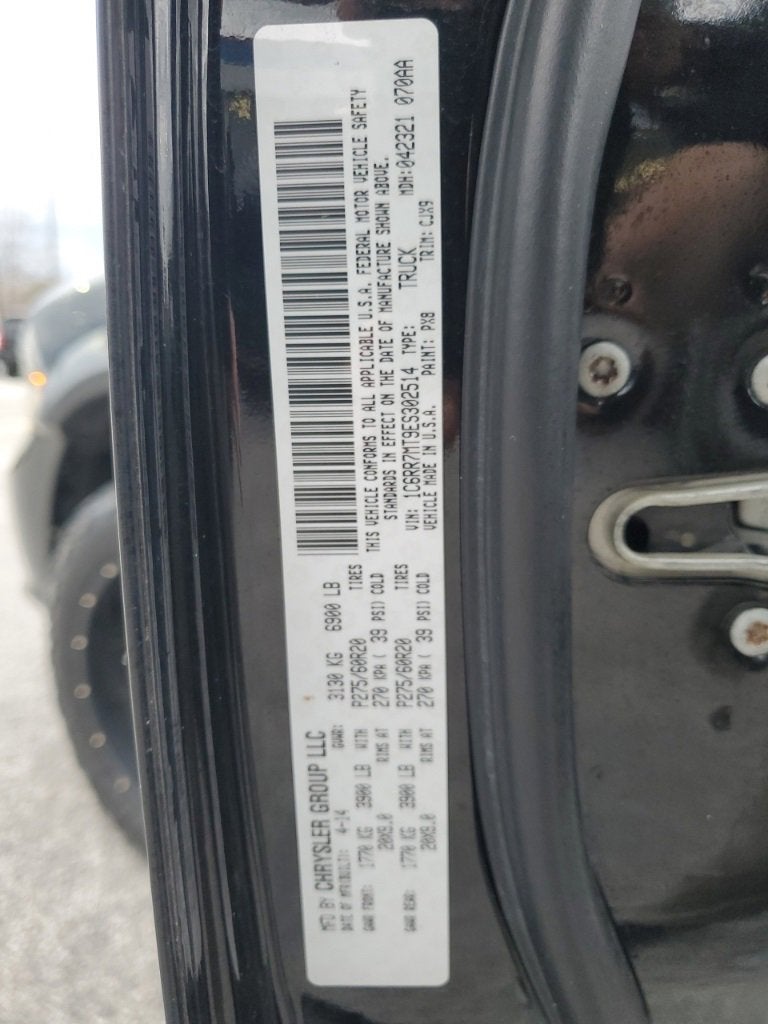 MFD BY CHRYSLER GROUP LLC
DATE OF MFR(BUILT): 4-14 GVWR: 3130 KG 6900 LB
GAWR FRONT: 1770 KG 3900 LB WITH P275/60R20 TIRES
20X9.0 RIMS AT 270 KPA ( 39 PSI) COLD
GAWR REAR: 1770 KG 3900 LB WITH P275/60R20 TIRES
20X9.0 RIMS AT 270 KPA ( 39 PSI) COLD
THIS VEHICLE CONFORMS TO ALL APPLICABLE U.S.A. FEDERAL MOTOR VEHICLE SAFETY
STANDARDS IN EFFECT ON THE DATE OF MANUFACTURE SHOWN ABOVE.
VIN: 1C6RR7MT9ES302514 TYPE: TRUCK MDH:042321 070AA
VEHICLE MADE IN U.S.A. PAINT: PX8 TRIM: CJX9